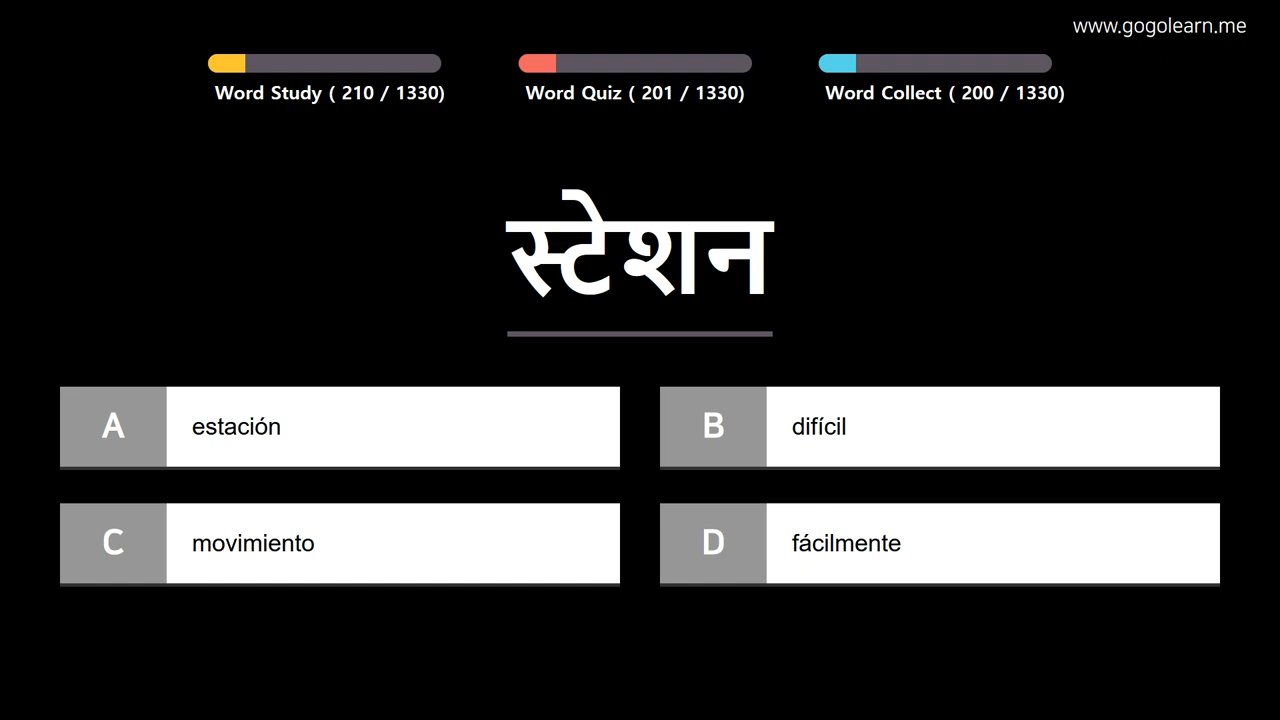 www.gogolearn.me
Word Study ( 210 / 1330)
Word Quiz ( 201 / 1330)
Word Collect ( 200 / 1330)
स्टेशन
A estación
B difícil
C movimiento
D fácilmente